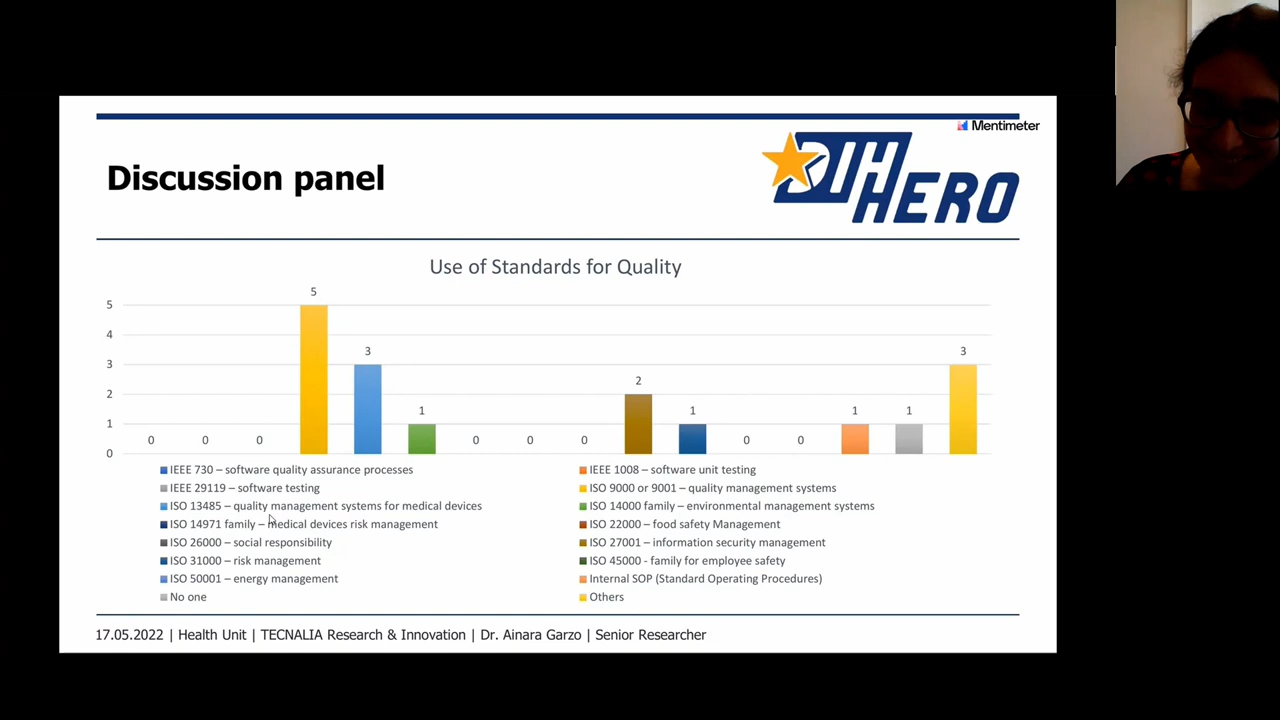 Mentimeter
Discussion panel
DIH
HERO
Use of Standards for Quality
5
4
3
2
1
0
0
0
0
5
3
1
0
0
0
2
1
0
0
1
1
3
IEEE 730 – software quality assurance processes
IEEE 1008 – software unit testing
IEEE 29119 – software testing
ISO 9000 or 9001 – quality management systems
ISO 13485 – quality management systems for medical devices
ISO 14000 family – environmental management systems
ISO 14971 family – medical devices risk management
ISO 22000 – food safety Management
ISO 26000 – social responsibility
ISO 27001 – information security management
ISO 31000 – risk management
ISO 45000 - family for employee safety
ISO 50001 – energy management
Internal SOP (Standard Operating Procedures)
No one
Others
17.05.2022 | Health Unit | TECNALIA Research & Innovation | Dr. Ainara Garzo | Senior Researcher